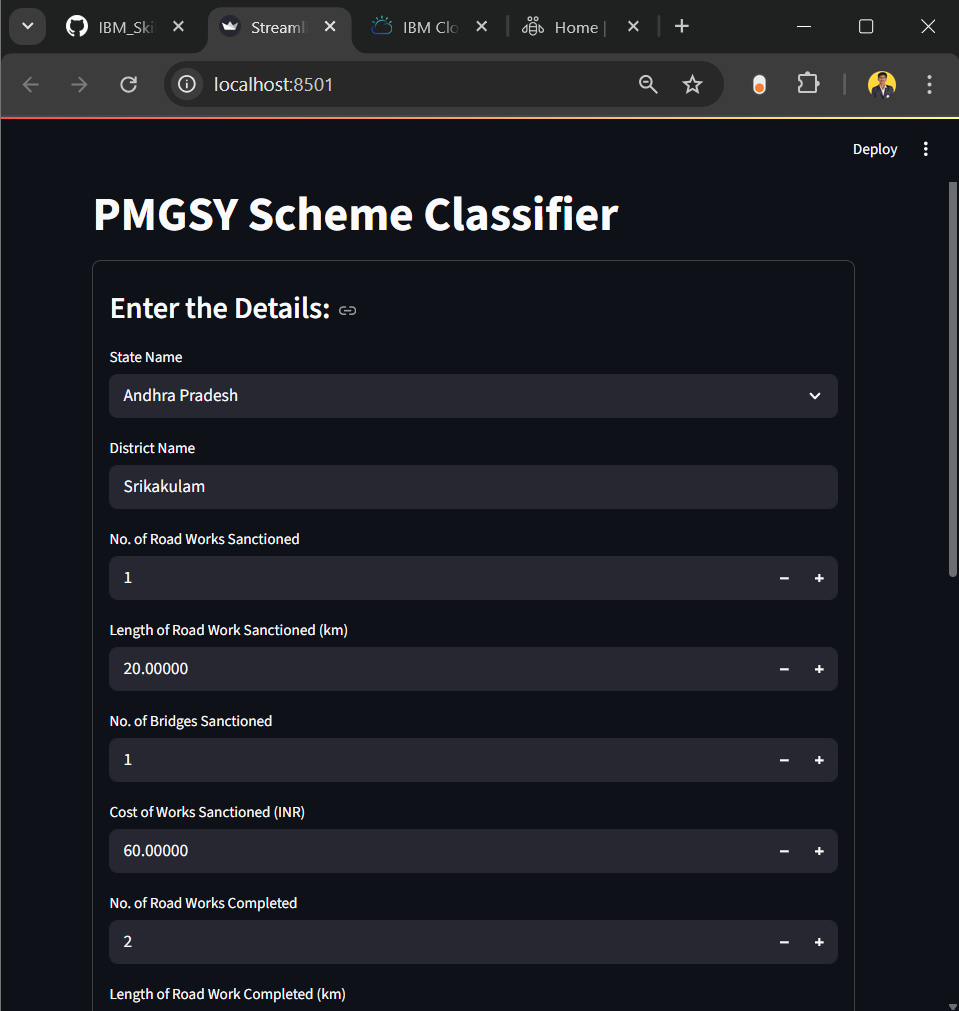 IBM_Ski
Streaml
IBM Clo
Home |
localhost:8501
Deploy
PMGSY Scheme Classifier
Enter the Details:
State Name
Andhra Pradesh
District Name
Srikakulam
No. of Road Works Sanctioned
1
Length of Road Work Sanctioned (km)
20.00000
No. of Bridges Sanctioned
1
Cost of Works Sanctioned (INR)
60.00000
No. of Road Works Completed
2
Length of Road Work Completed (km)